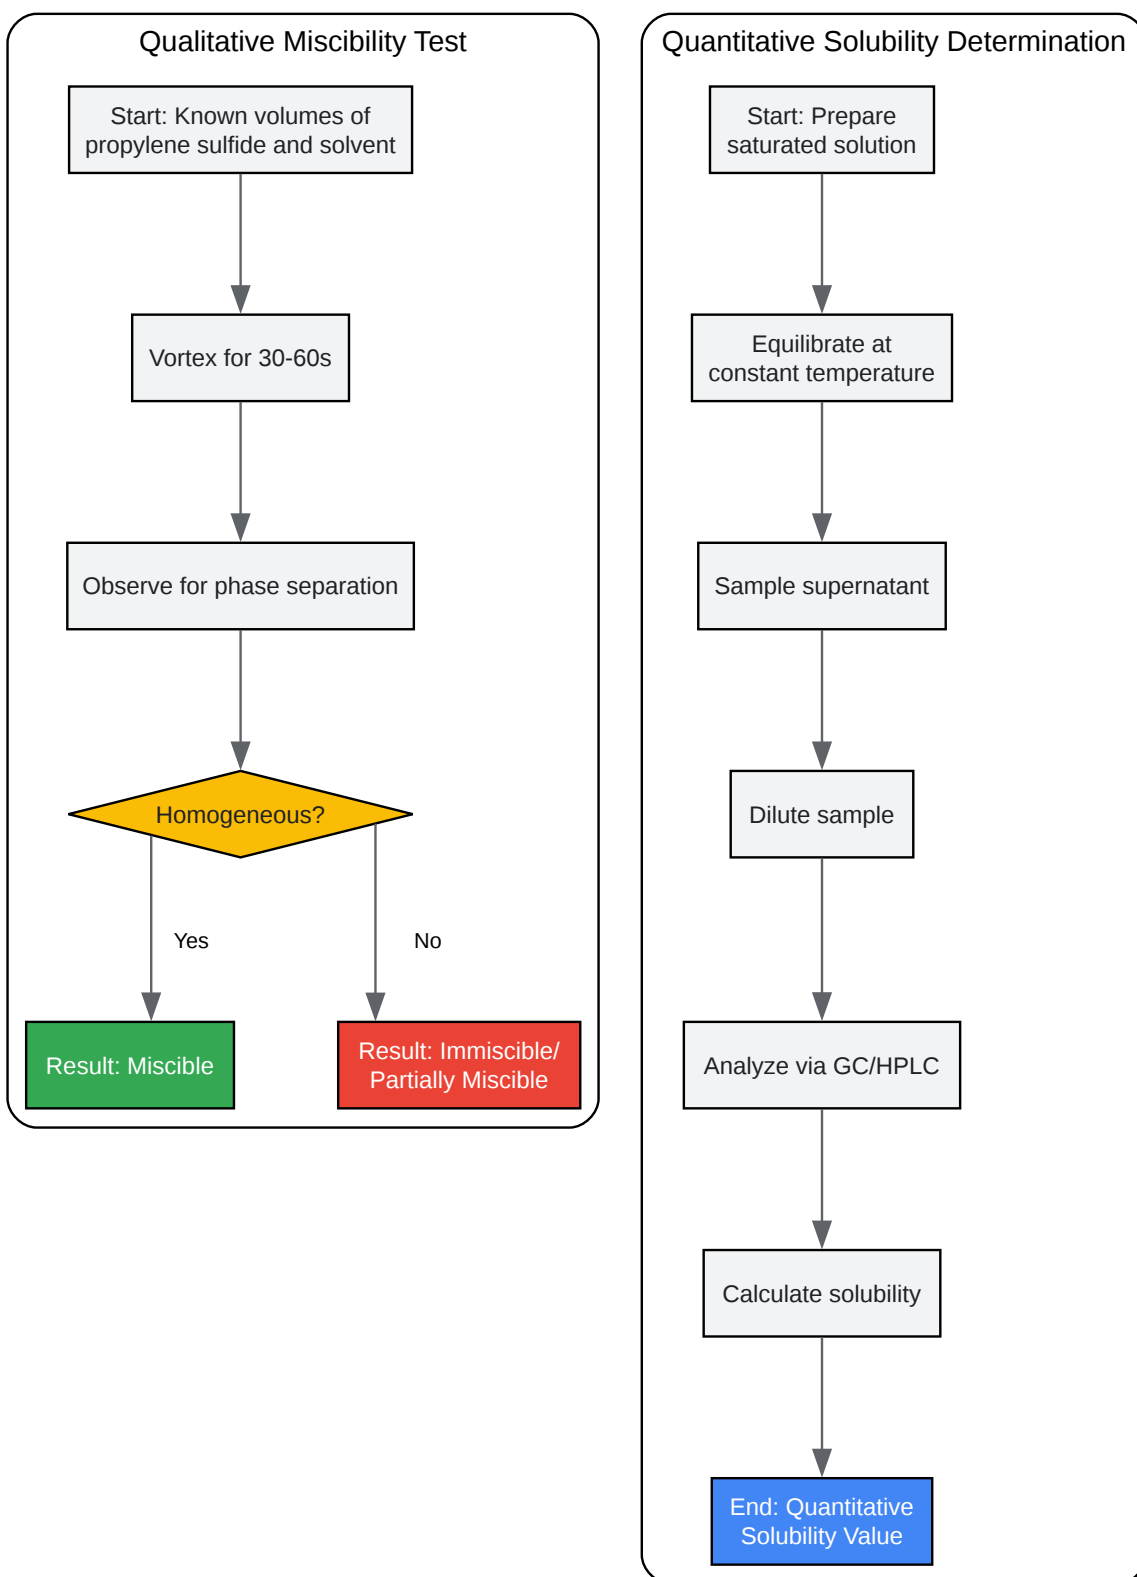 Qualitative Miscibility Test
Start: Known volumes of
propylene sulfide and solvent
Vortex for 30-60s
Observe for phase separation
Homogeneous?
Yes
No
Result: Miscible
Result: Immiscible/
Partially Miscible
Quantitative Solubility Determination
Start: Prepare
saturated solution
Equilibrate at
constant temperature
Sample supernatant
Dilute sample
Analyze via GC/HPLC
Calculate solubility
End: Quantitative
Solubility Value